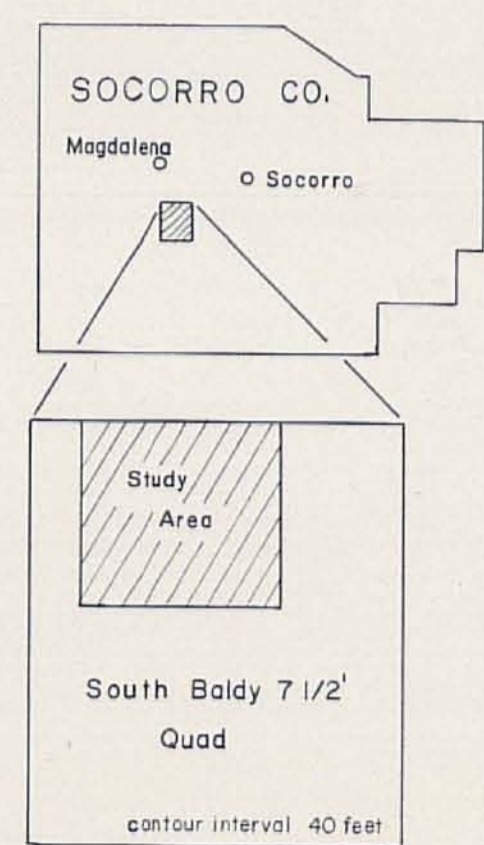 SOCORRO CO.
Magdalena
Socorro
Study
Area
South Baldy 7 1/2'
Quad
contour interval 40 feet